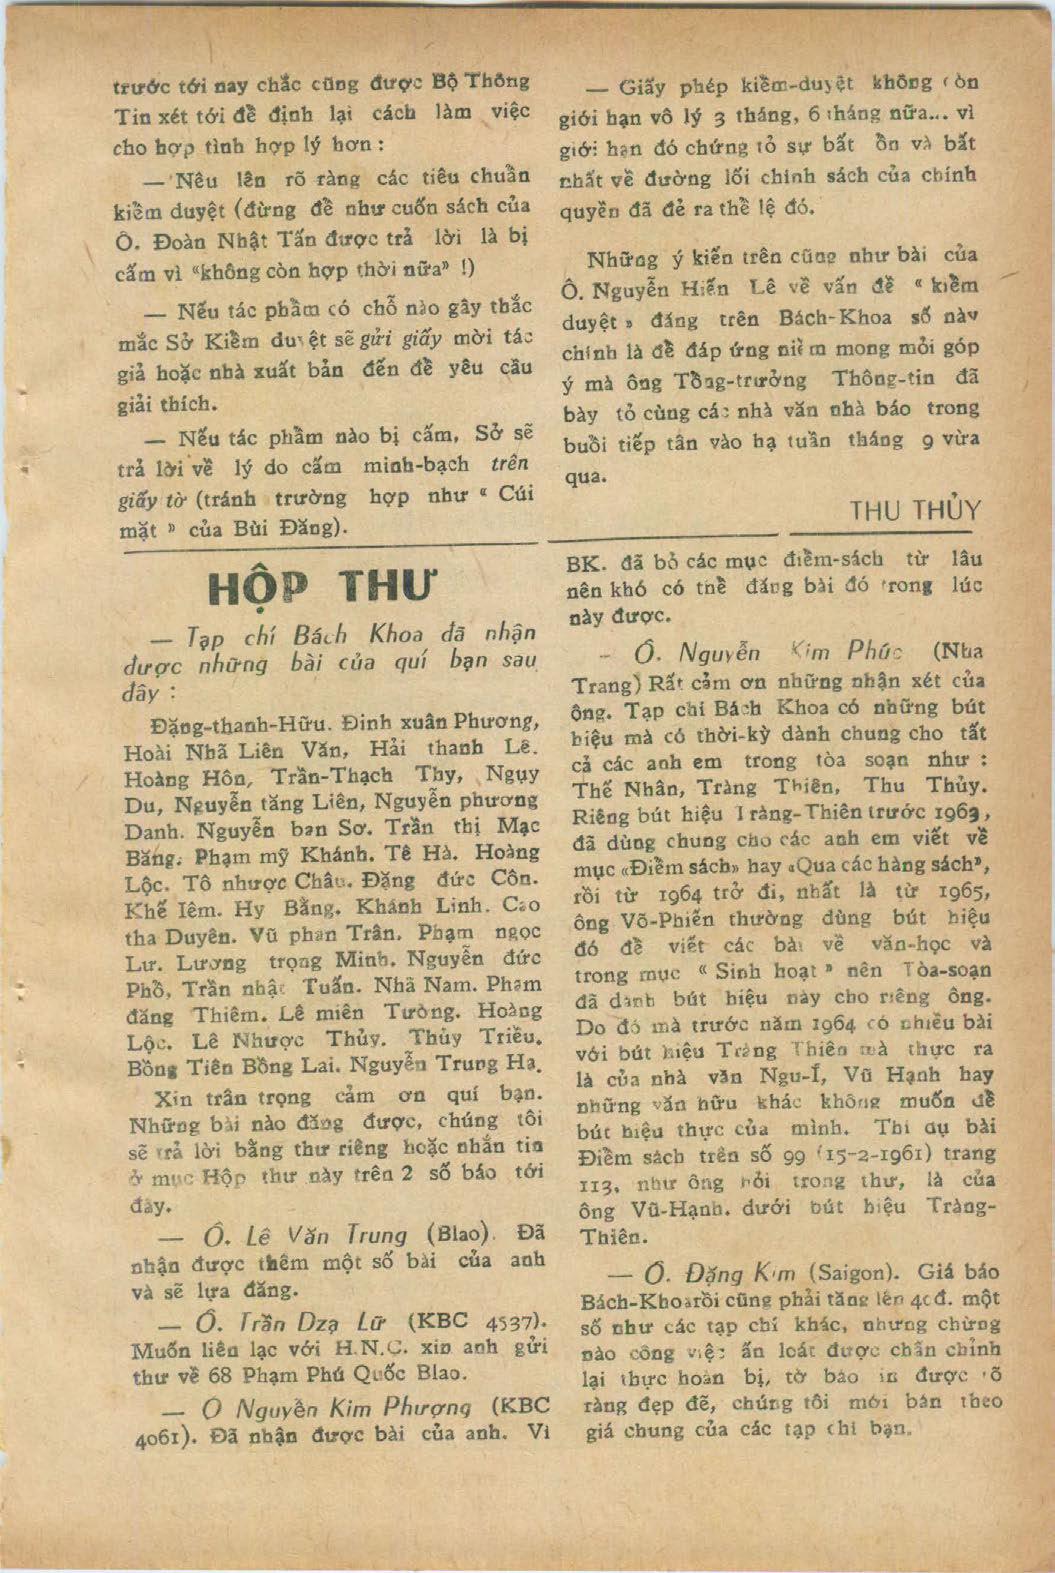 trước tới nay chắc cũng được Bộ Thông
Tin xét tới để định lại cách làm việc
cho hợp tình hợp lý hơn :
— Nêu lên rõ ràng các tiêu chuẩn
kiểm duyệt (đừng để như cuốn sách của
Ô. Đoàn Nhật Tấn được trả lời là bị
cấm vì “không còn hợp thời nữa” !)
— Nếu tác phẩm có chỗ nào gây thắc
mắc Sở Kiểm duyệt sẽ gửi giấy mời tác
giả hoặc nhà xuất bản đến để yêu cầu
giải thích.
— Nếu tác phẩm nào bị cấm, Sở sẽ
trả lời về lý do cấm minh-bạch trên
giấy tờ (tránh trường hợp như “ Cúi
mặt ” của Bùi Đăng).
— Giấy phép kiểm-duyệt không còn
giới hạn vô lý 3 tháng, 6 tháng nữa... vì
giới hạn đó chứng tỏ sự bất ổn và bất
nhất về đường lối chính sách của chính
quyền đã đẻ ra thể lệ đó.
Những ý kiến trên cũng như bài của
Ô. Nguyễn Hiến Lê về vấn đề « kiểm
duyệt » đăng trên Bách-Khoa số này
chính là để đáp ứng niềm mong mỏi góp
ý mà ông Tổng-trưởng Thông-tin đã
bày tỏ cùng các nhà văn nhà báo trong
buổi tiếp tân vào hạ tuần tháng 9 vừa
qua.
THU THỦY
HỘP THƯ
— Tạp chí Bách Khoa đã nhận
được những bài của quí bạn sau
đây :
Đặng-thanh-Hữu. Đinh xuân Phương,
Hoài Nhã Liên Văn, Hải thanh Lê.
Hoàng Hôn, Trần-Thạch Thy, Ngụy
Du, Nguyễn tăng Liên, Nguyễn phương
Danh. Nguyễn ban Sơ. Trần thị Mạc
Băng. Phạm mỹ Khánh. Tê Hà. Hoàng
Lộc. Tô nhược Châu. Đặng đức Côn.
Khế Iêm. Hy Bằng. Khánh Linh. Cao
tha Duyên. Vũ phan Trân. Phạm ngọc
Lư. Lương trọng Minh. Nguyễn đức
Phổ, Trần nhật Tuấn. Nhã Nam. Phạm
đăng Thiêm. Lê miên Tường. Hoàng
Lộc. Lê Nhược Thủy. Thủy Triều.
Bồng Tiên Bồng Lai. Nguyễn Trung Hạ.
Xin trân trọng cảm ơn quí bạn.
Những bài nào đăng được, chúng tôi
sẽ trả lời bằng thư riêng hoặc nhắn tin
ở mục Hộp thư này trên 2 số báo tới
đây.
— Ô. Lê Văn Trung (Blao). Đã
nhận được thêm một số bài của anh
và sẽ lựa đăng.
— Ô. Trần Dzạ Lữ (KBC 4537).
Muốn liên lạc với H.N.C. xin anh gửi
thư về 68 Phạm Phú Quốc Blao.
— Ô Nguyễn Kim Phượng (KBC
4061). Đã nhận được bài của anh. Vì
BK. đã bỏ các mục điểm-sách từ lâu
nên khó có thể đăng bài đó trong lúc
này được.
- Ô. Nguyễn Kim Phúc (Nha
Trang) Rất cảm ơn những nhận xét của
ông. Tạp chí Bách Khoa có những bút
hiệu mà có thời-kỳ dành chung cho tất
cả các anh em trong tòa soạn như :
Thế Nhân, Tràng Thiên, Thu Thủy.
Riêng bút hiệu Tràng-Thiên trước 1963,
đã dùng chung cho các anh em viết về
mục «Điểm sách» hay «Qua các hàng sách”,
rồi từ 1964 trở đi, nhất là từ 1965,
ông Võ-Phiến thường dùng bút hiệu
đó để viết các bài về văn-học và
trong mục “ Sinh hoạt ” nên Tòa-soạn
đã dành bút hiệu này cho riêng ông.
Do đó mà trước năm 1964 có nhiều bài
với bút hiệu Tràng Thiên mà thực ra
là của nhà văn Ngu-Í, Vũ Hạnh hay
những văn hữu khác không muốn để
bút hiệu thực của mình. Thí dụ bài
Điểm sách trên số 99 (15-2-1961) trang
113, như ông hỏi trong thư, là của
ông Vũ-Hạnh. dưới bút hiệu Tràng-
Thiên.
— Ô. Đặng Kim (Saigon). Giá báo
Bách-Khoa rồi cũng phải tăng lên 40đ. một
số như các tạp chí khác, nhưng chừng
nào công việc ấn loát được chấn chỉnh
lại thực hoàn bị, tờ báo in được rõ
ràng đẹp đẽ, chúng tôi mới bán theo
giá chung của các tạp chí bạn.